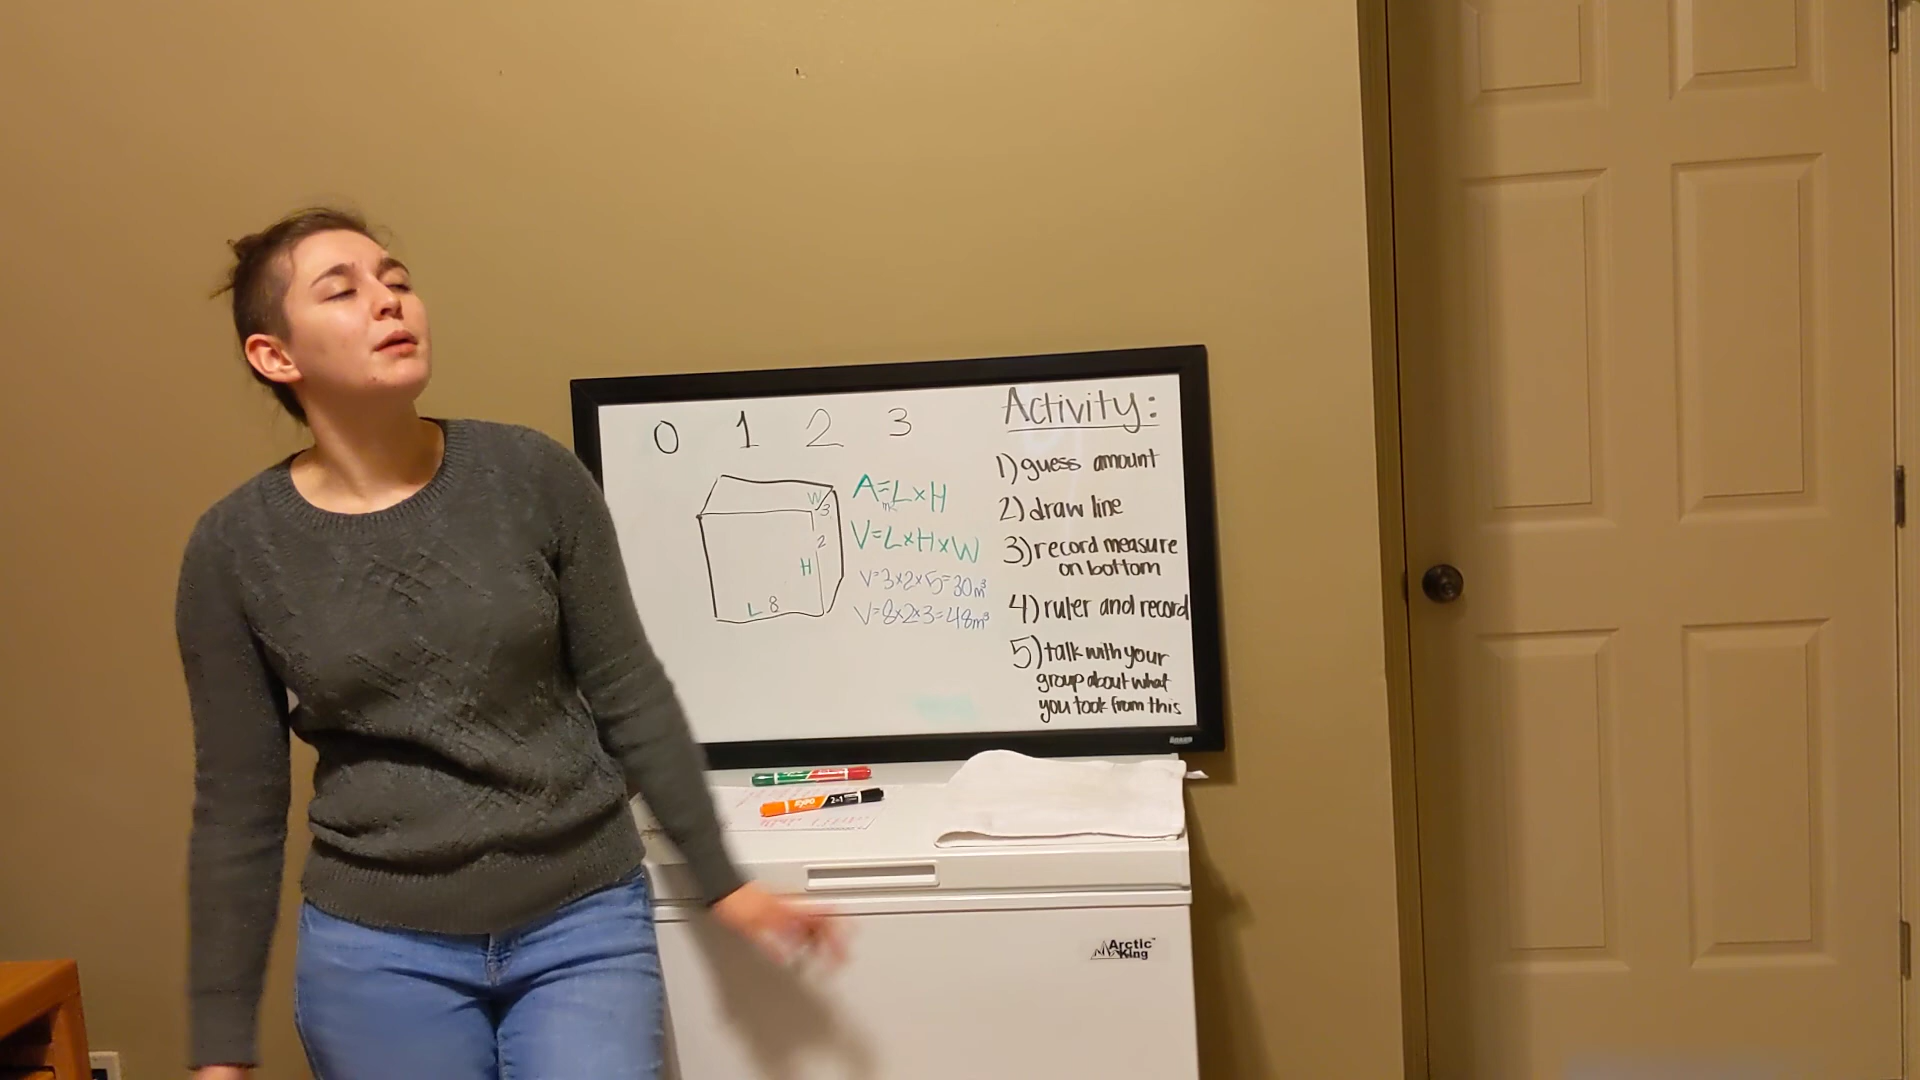 0 1 2 3
W
3
2
H
L 8
A=L×H
V=L×H×W
V=3×2×5=30m³
V=8×2×3=48m³
Activity:
1) guess amount
2) draw line
3) record measure
on bottom
4) ruler and record
5) talk with your
group about what
you took from this
EXPO 2in1
Arctic
King